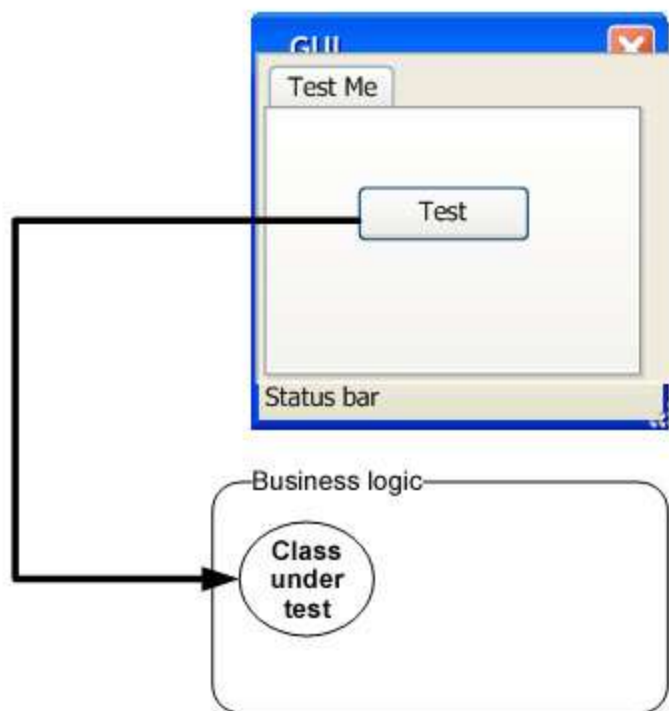 GUI
Test Me
Test
Status bar
Business logic
Class
under
test